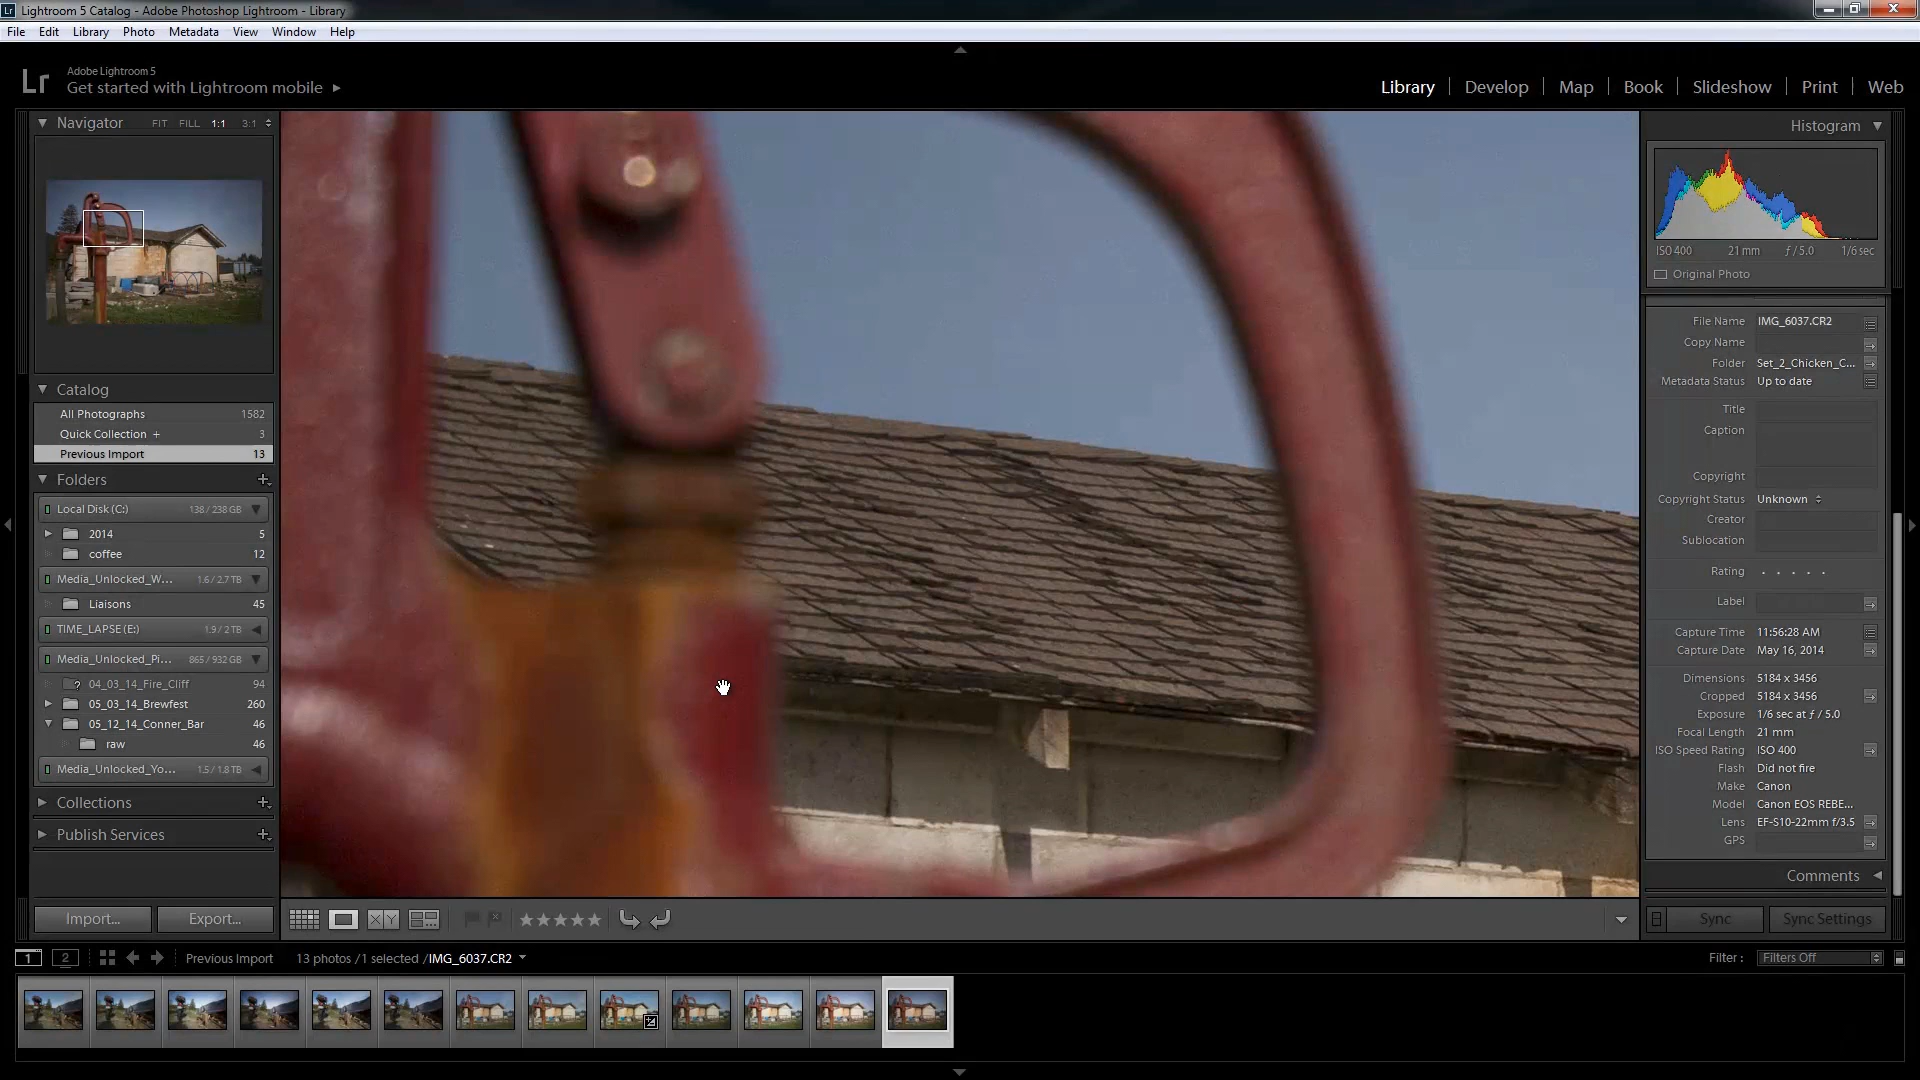 Lightroom 5 Catalog - Adobe Photoshop Lightroom - Library
File Edit Library Photo Metadata View Window Help
Adobe Lightroom 5
Get started with Lightroom mobile
Lr
Library Develop Map Book Slideshow Print Web
Navigator FIT FILL 1:1 3:1
Catalog
All Photographs 1582
Quick Collection + 3
Previous Import 13
Folders
Local Disk (C:) 138 / 238 GB
2014 5
coffee 12
Media_Unlocked_W... 1.6 / 2.7 TB
Liaisons 45
TIME_LAPSE (E:) 1.9 / 2 TB
Media_Unlocked_Pi... 865 / 932 GB
04_03_14_Fire_Cliff 94
05_03_14_Brewfest 260
05_12_14_Conner_Bar 46
raw 46
Media_Unlocked_Yo... 1.5 / 1.8 TB
Collections
Publish Services
Import... Export...
Histogram
ISO 400 21 mm ƒ / 5.0 1/6 sec
Original Photo
File Name IMG_6037.CR2
Copy Name
Folder Set_2_Chicken_C...
Metadata Status Up to date
Title
Caption
Copyright
Copyright Status Unknown
Creator
Sublocation
Rating . . . . .
Label
Capture Time 11:56:28 AM
Capture Date May 16, 2014
Dimensions 5184 x 3456
Cropped 5184 x 3456
Exposure 1/6 sec at ƒ / 5.0
Focal Length 21 mm
ISO Speed Rating ISO 400
Flash Did not fire
Make Canon
Model Canon EOS REBE...
Lens EF-S10-22mm f/3.5
GPS
Comments
Sync Sync Settings
X Y
1 2 Previous Import 13 photos / 1 selected / IMG_6037.CR2
Filter : Filters Off